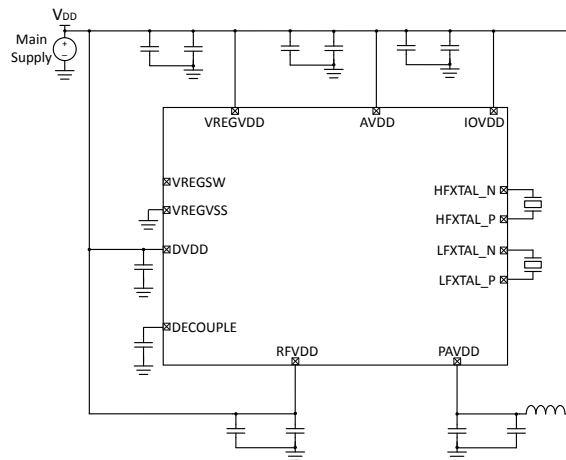 VDD
Main
Supply
+
–
VREGVDD
AVDD
IOVDD
VREGSW
HFXTAL_N
VREGVSS
HFXTAL_P
DVDD
LFXTAL_N
LFXTAL_P
DECOUPLE
RFVDD
PAVDD